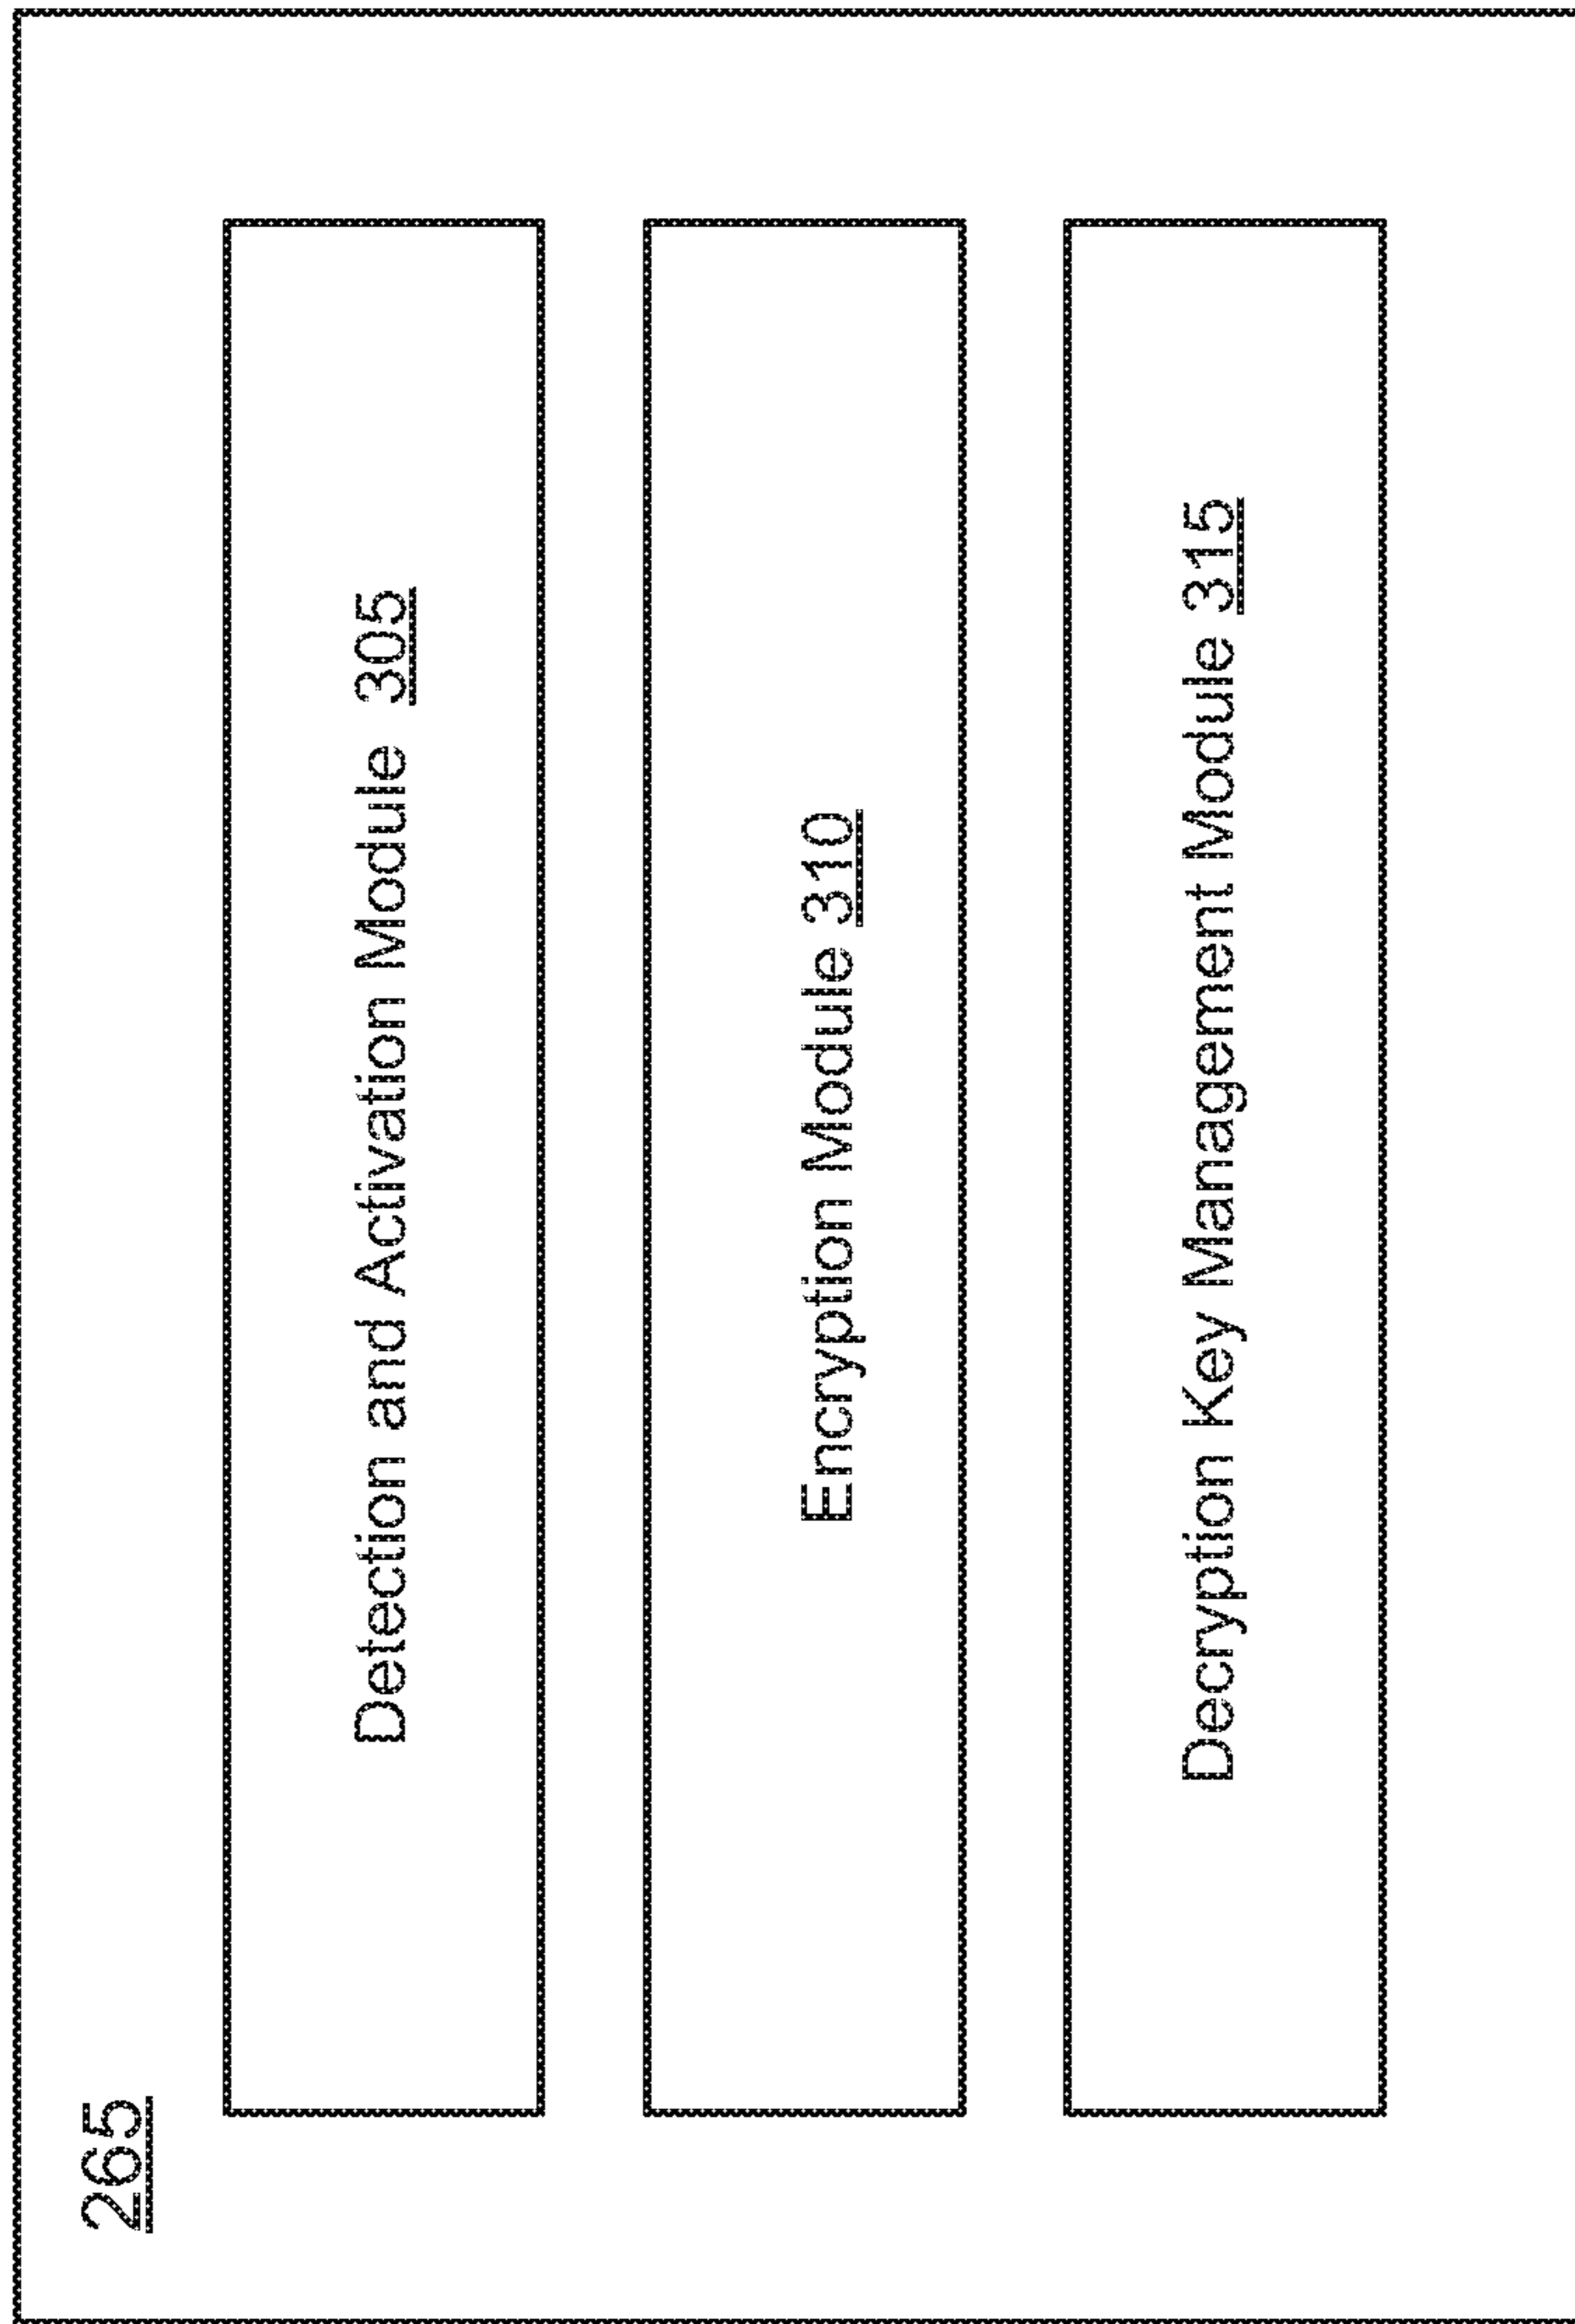 265
Detection and Activation Module 305
Encryption Module 310
Decryption Key Management Module 315